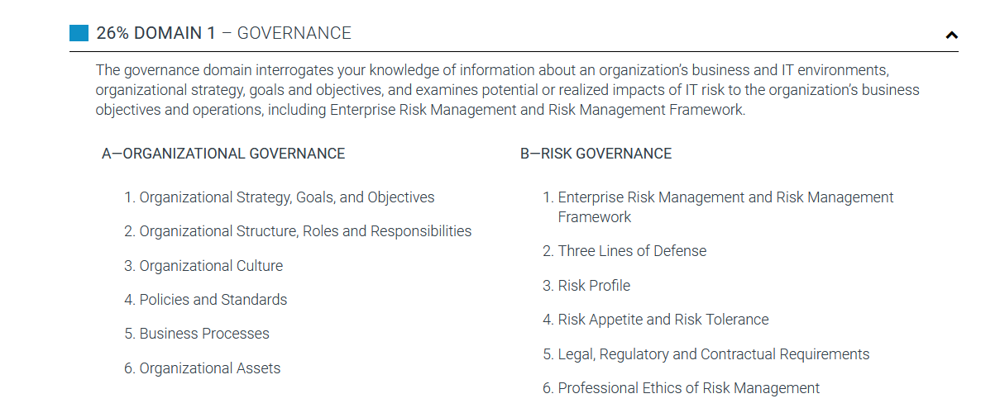 26% DOMAIN 1 – GOVERNANCE
The governance domain interrogates your knowledge of information about an organization’s business and IT environments,
organizational strategy, goals and objectives, and examines potential or realized impacts of IT risk to the organization’s business
objectives and operations, including Enterprise Risk Management and Risk Management Framework.
A—ORGANIZATIONAL GOVERNANCE
1. Organizational Strategy, Goals, and Objectives
2. Organizational Structure, Roles and Responsibilities
3. Organizational Culture
4. Policies and Standards
5. Business Processes
6. Organizational Assets
B—RISK GOVERNANCE
1. Enterprise Risk Management and Risk Management
Framework
2. Three Lines of Defense
3. Risk Profile
4. Risk Appetite and Risk Tolerance
5. Legal, Regulatory and Contractual Requirements
6. Professional Ethics of Risk Management